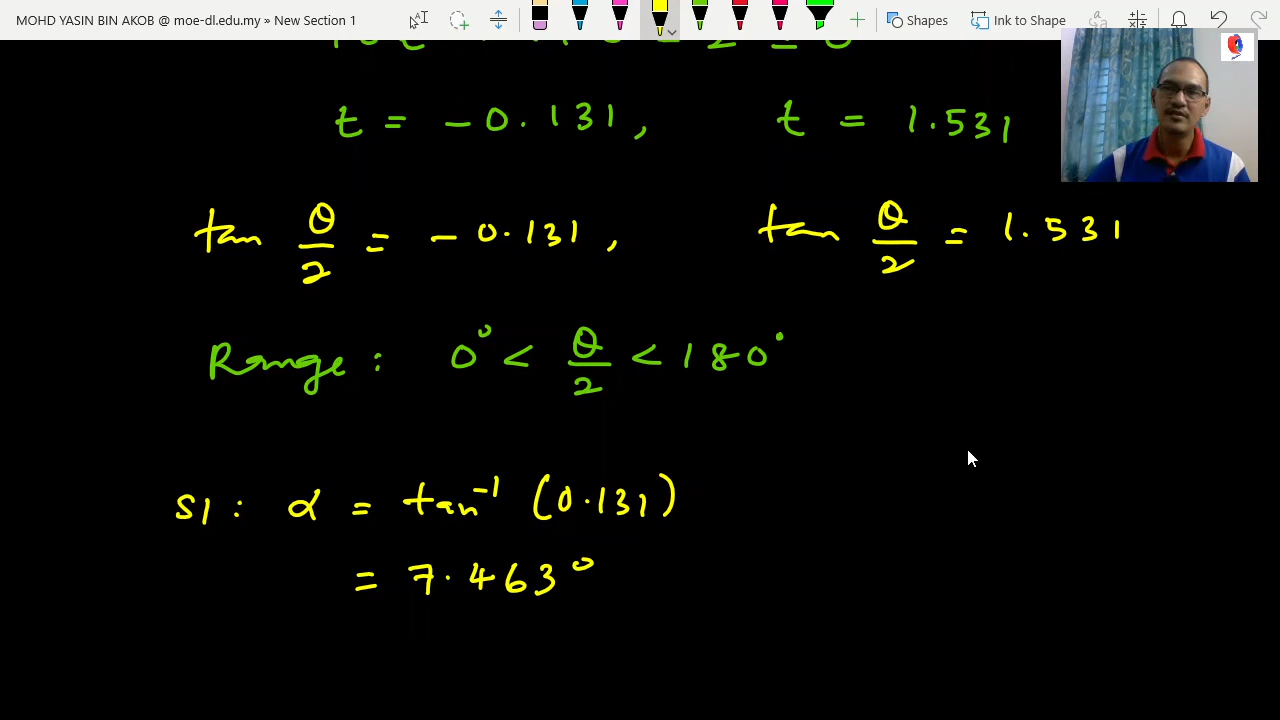 MOHD YASIN BIN AKOB @ moe-dl.edu.my » New Section 1
Shapes Ink to Shape
t = -0.131, t = 1.531
tan θ/2 = -0.131, tan θ/2 = 1.531
Range: 0° < θ/2 < 180°
S1: α = tan⁻¹ (0.131)
= 7.463°